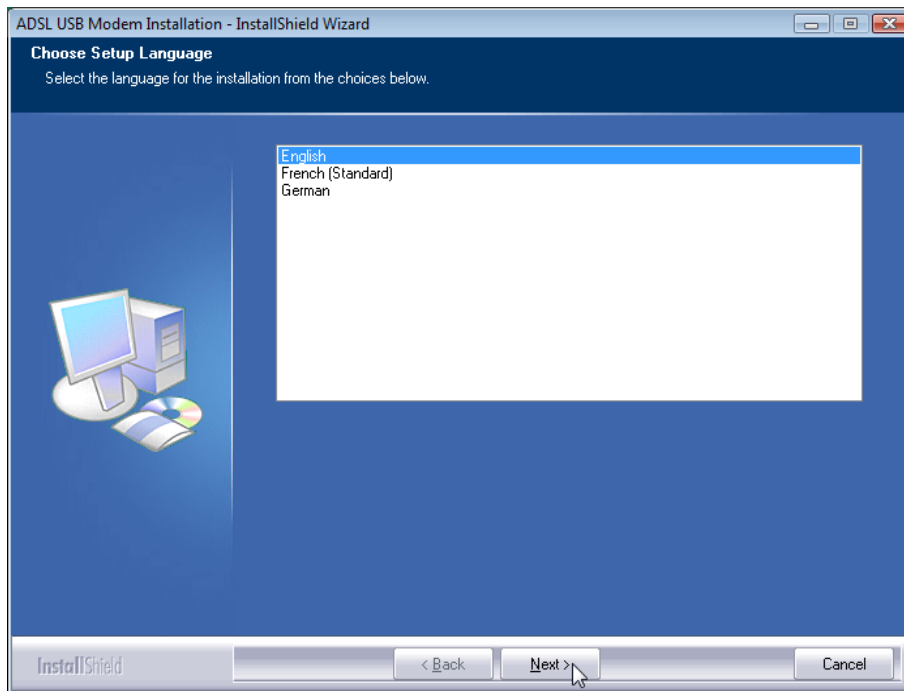 ADSL USB Modem Installation - InstallShield Wizard
Choose Setup Language
Select the language for the installation from the choices below.
English
French (Standard)
German
InstallShield
< Back
Next >
Cancel